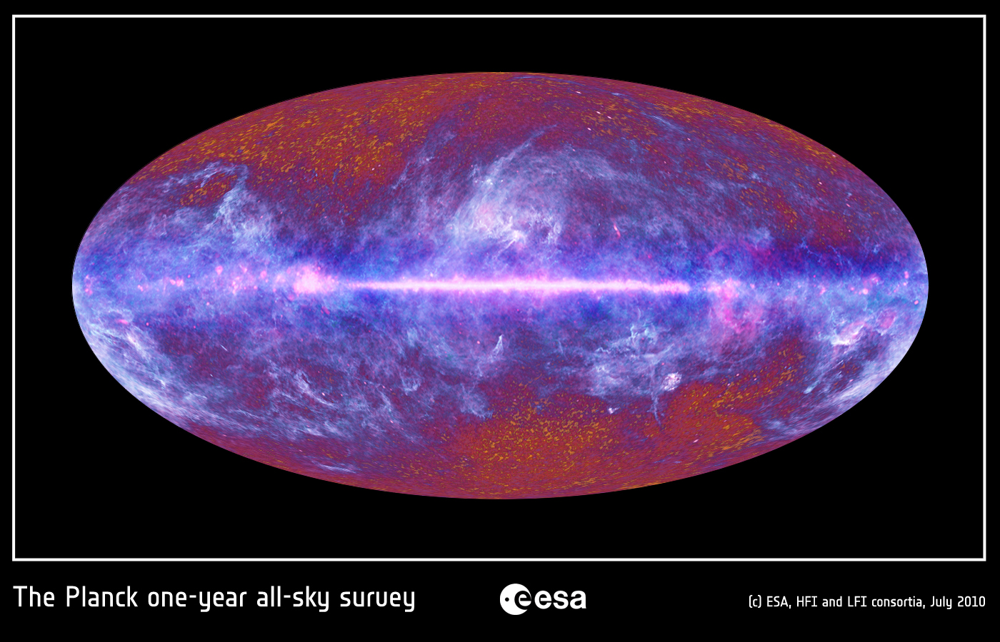 The Planck one-year all-sky survey
esa
(c) ESA, HFI and LFI consortia, July 2010